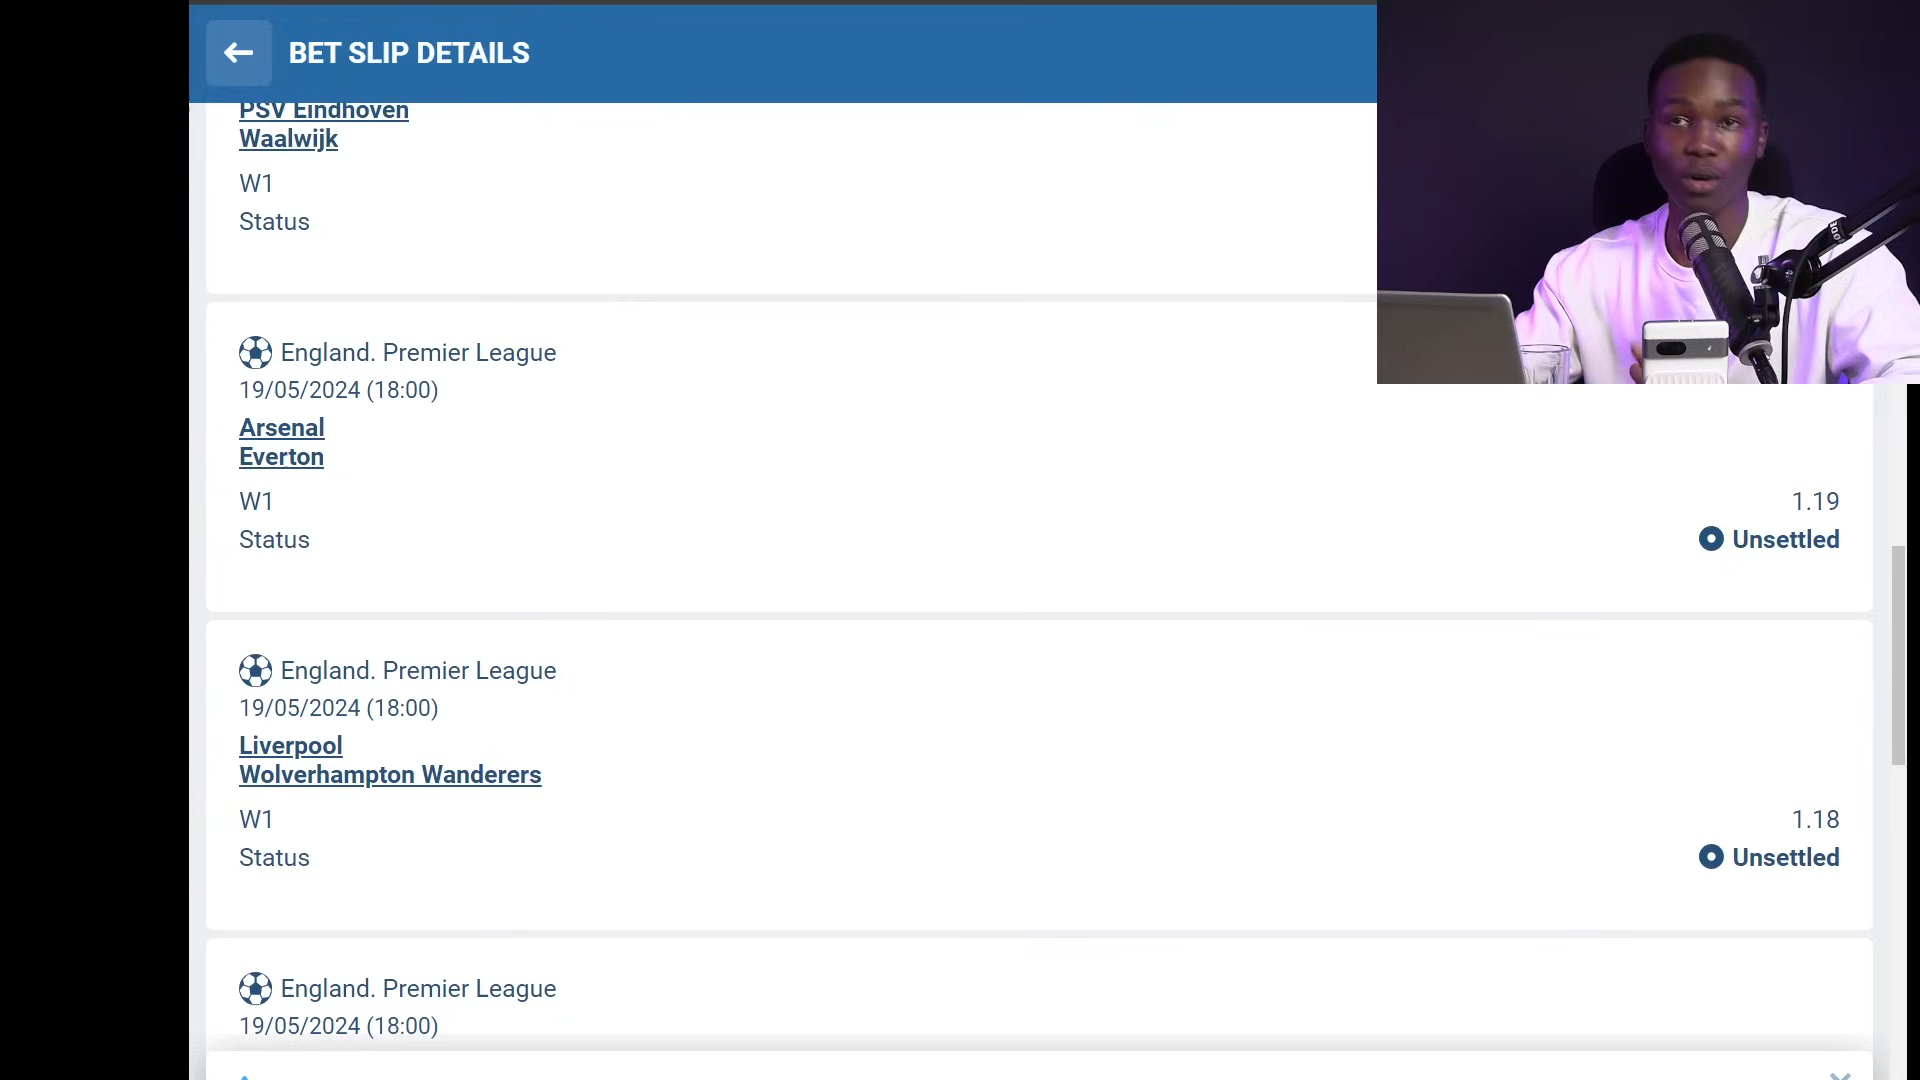 BET SLIP DETAILS
PSV Eindhoven
Waalwijk
W1
Status
England. Premier League
19/05/2024 (18:00)
Arsenal
Everton
W1
1.19
Status
Unsettled
England. Premier League
19/05/2024 (18:00)
Liverpool
Wolverhampton Wanderers
W1
1.18
Status
Unsettled
England. Premier League
19/05/2024 (18:00)